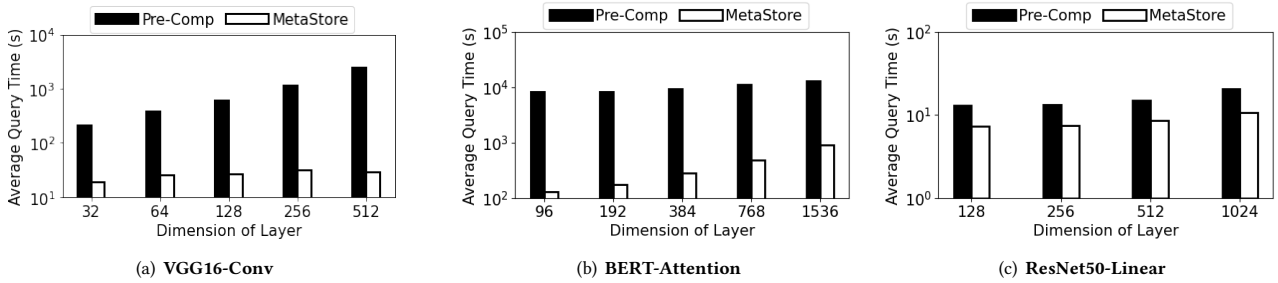 Pre-Comp MetaStore
Average Query Time (s)
10^4
10^3
10^2
10^1
32 64 128 256 512
Dimension of Layer
(a) VGG16-Conv
Pre-Comp MetaStore
Average Query Time (s)
10^5
10^4
10^3
10^2
96 192 384 768 1536
Dimension of Layer
(b) BERT-Attention
Pre-Comp MetaStore
Average Query Time (s)
10^2
10^1
10^0
128 256 512 1024
Dimension of Layer
(c) ResNet50-Linear